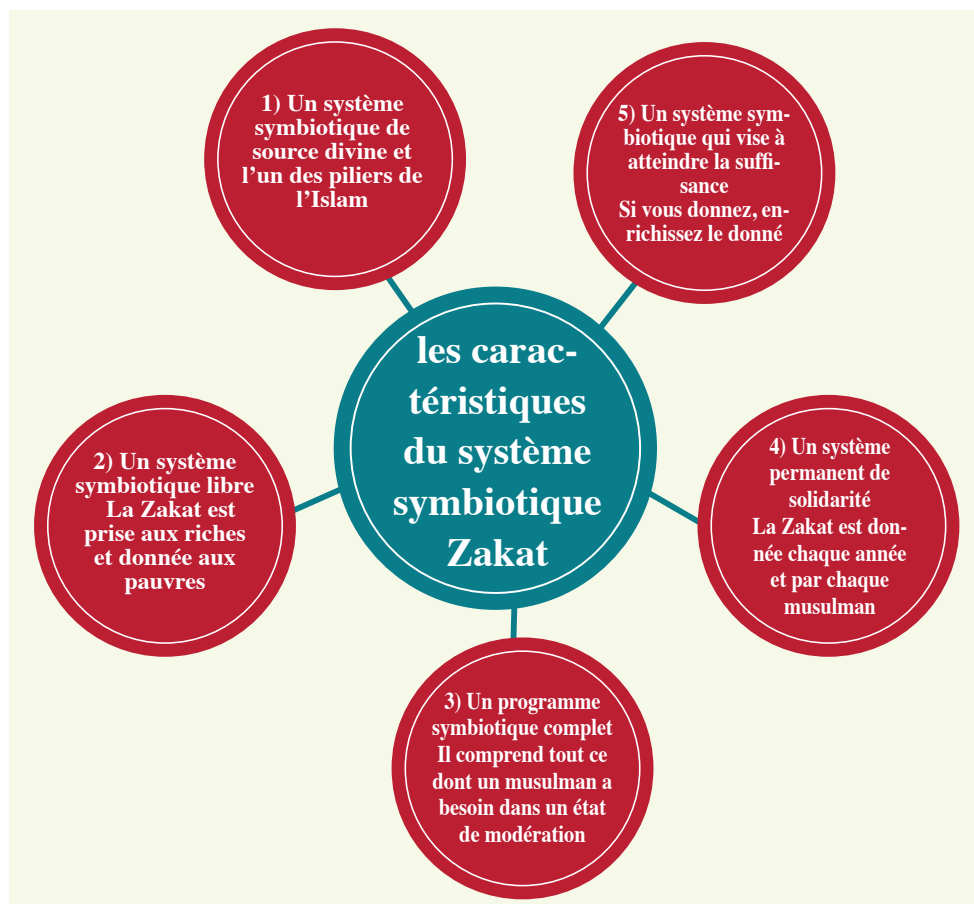 les carac-
téristiques
du système
symbiotique
Zakat
1) Un système
symbiotique de
source divine et
l’un des piliers de
l’Islam
2) Un système
symbiotique libre
La Zakat est
prise aux riches
et donnée aux
pauvres
3) Un programme
symbiotique complet
Il comprend tout ce
dont un musulman a
besoin dans un état
de modération
4) Un système
permanent de
solidarité
La Zakat est don-
née chaque année
et par chaque
musulman
5) Un système sym-
biotique qui vise à
atteindre la suffi-
sance
Si vous donnez, en-
richissez le donné